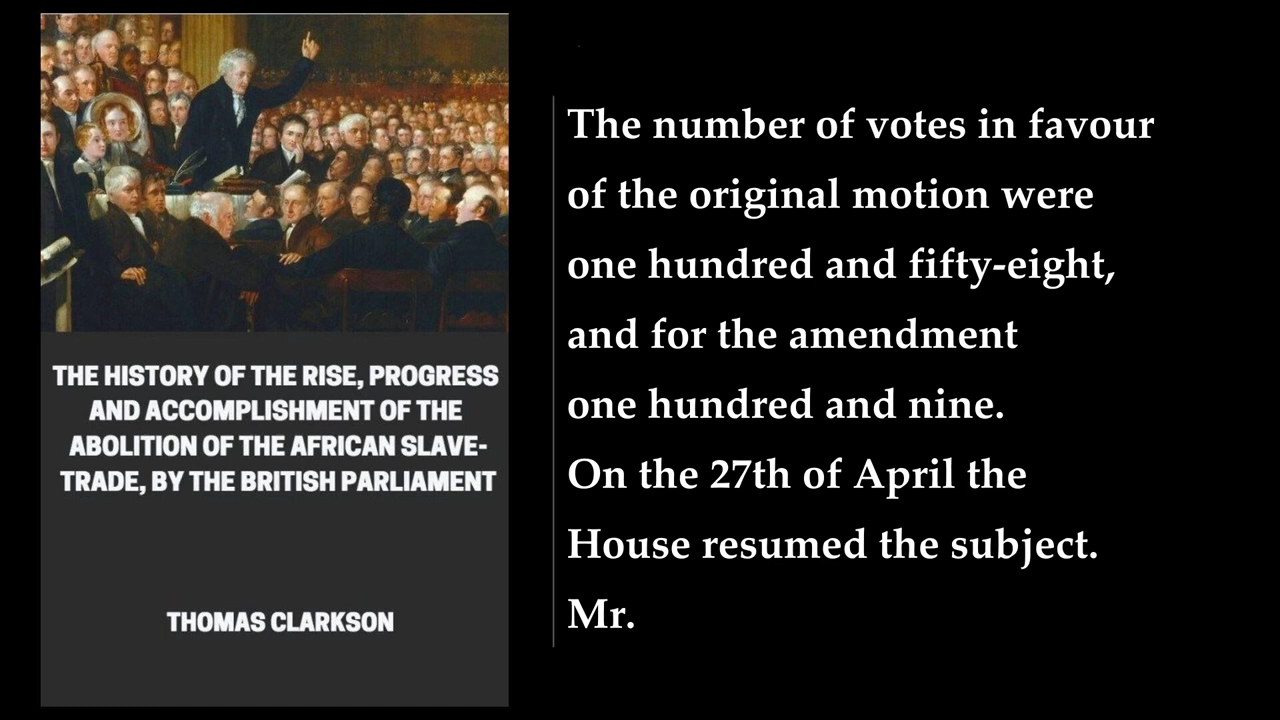 THE HISTORY OF THE RISE, PROGRESS
AND ACCOMPLISHMENT OF THE
ABOLITION OF THE AFRICAN SLAVE-
TRADE, BY THE BRITISH PARLIAMENT
THOMAS CLARKSON
The number of votes in favour
of the original motion were
one hundred and fifty-eight,
and for the amendment
one hundred and nine.
On the 27th of April the
House resumed the subject.
Mr.